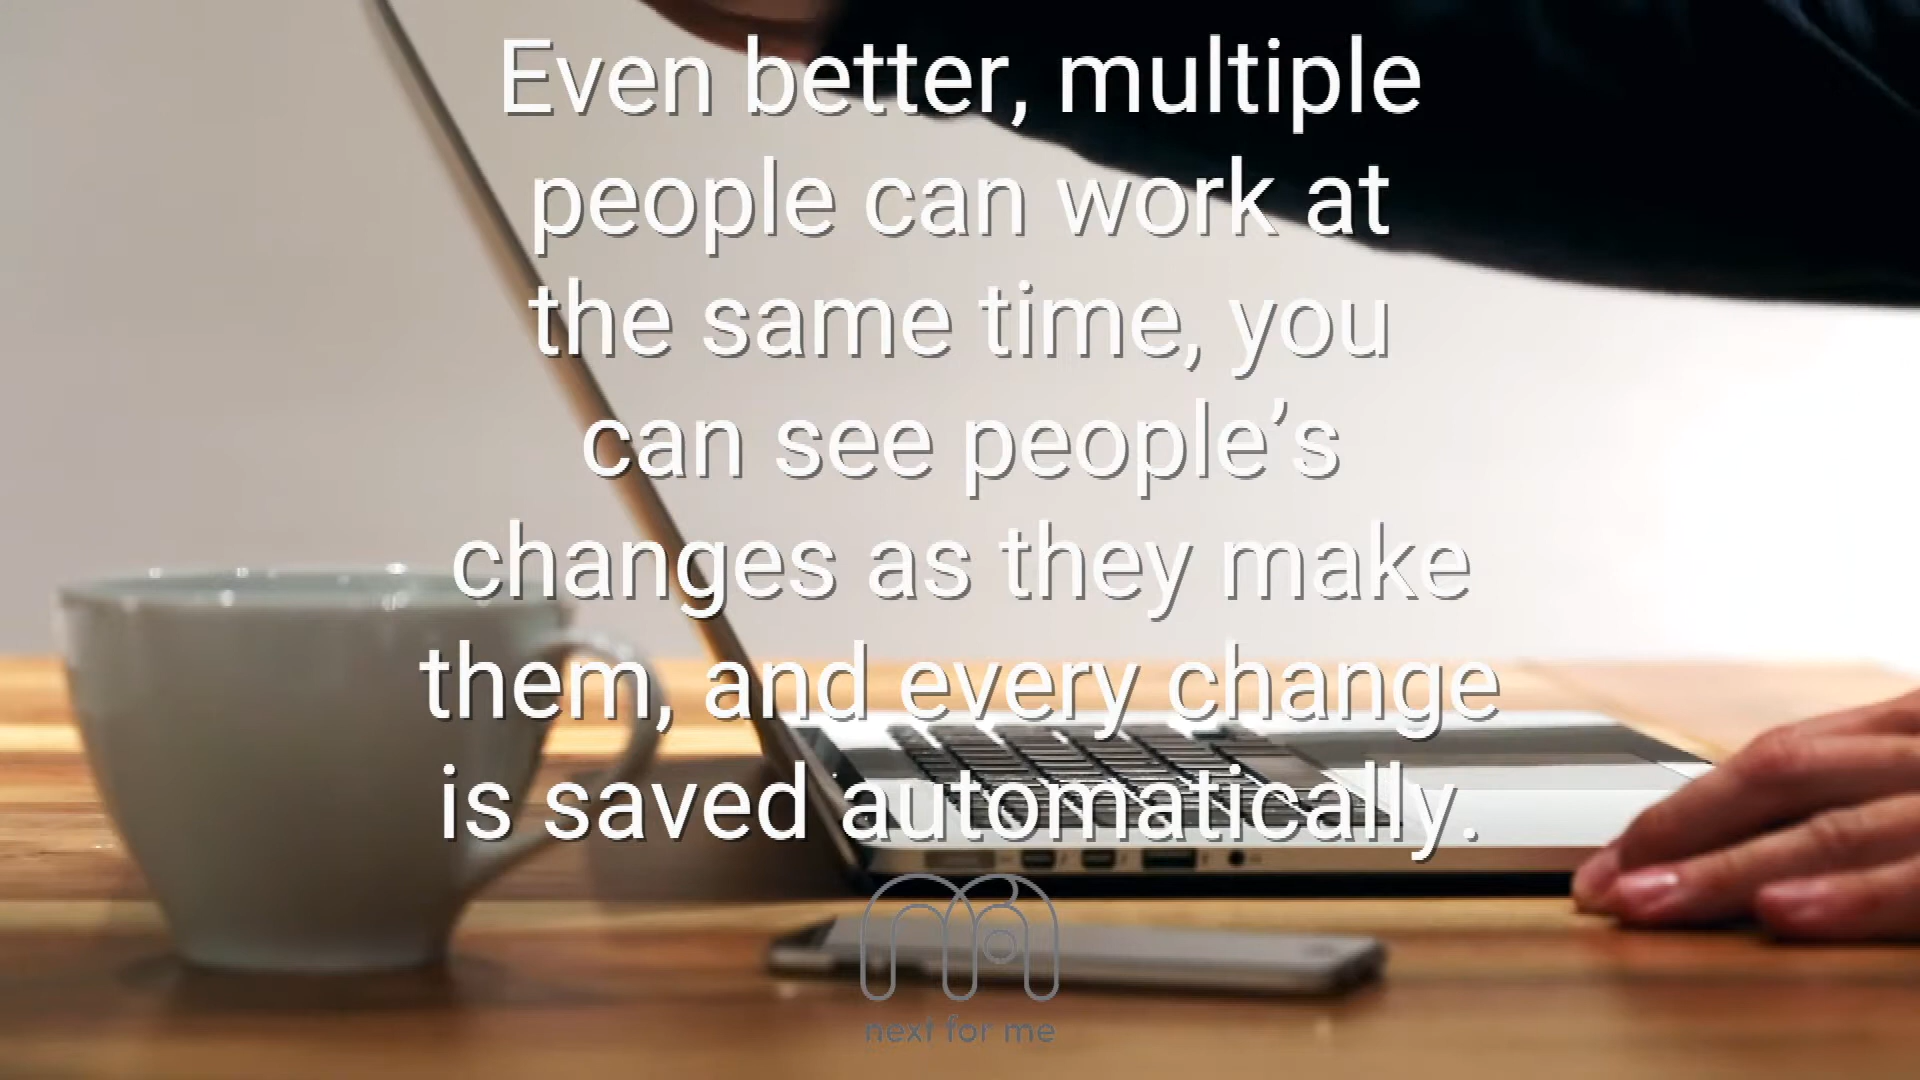 Even better, multiple
people can work at
the same time, you
can see people’s
changes as they make
them, and every change
is saved automatically.
next for me